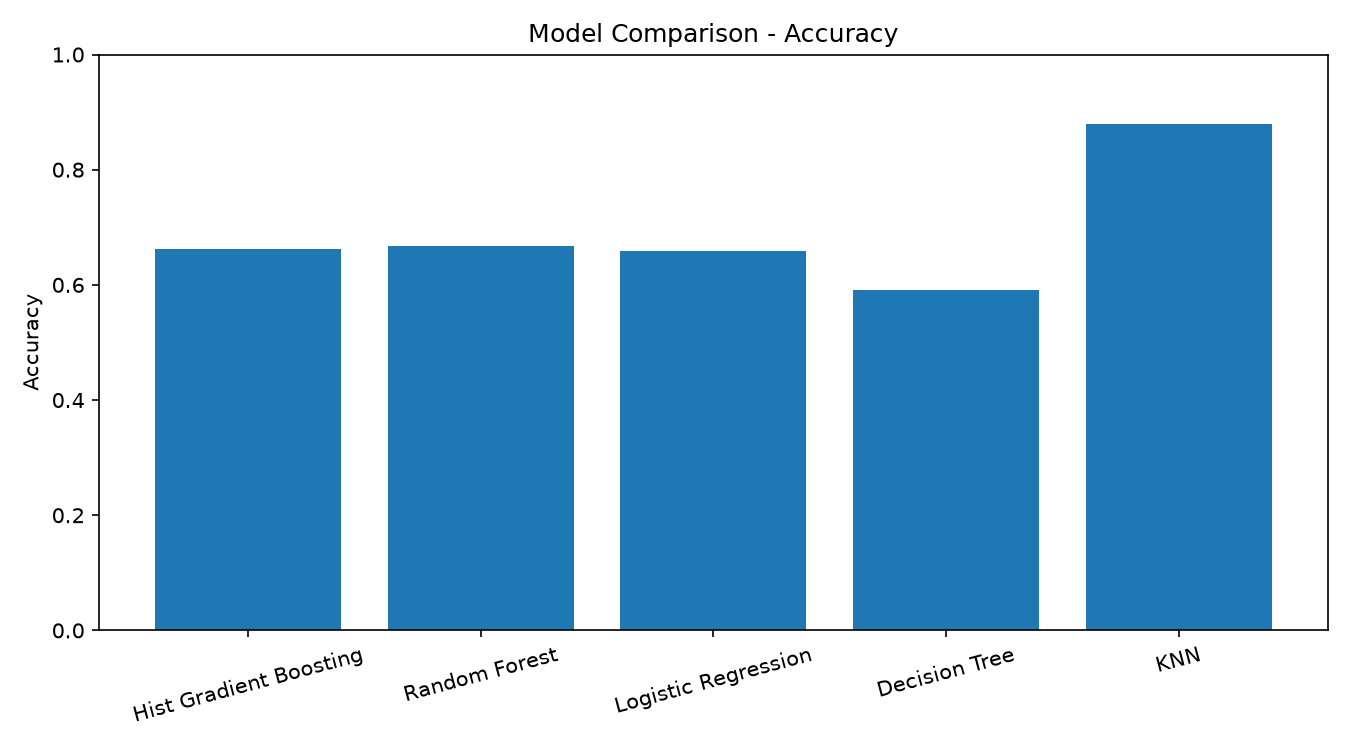 Model Comparison - Accuracy
1.0
0.8
0.6
0.4
0.2
0.0
Accuracy
Hist Gradient Boosting
Random Forest
Logistic Regression
Decision Tree
KNN